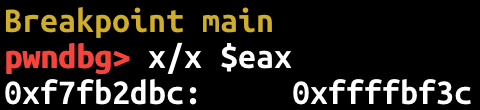 Breakpoint main
pwndbg> x/x $eax
0xf7fb2dbc:     0xffffbf3c